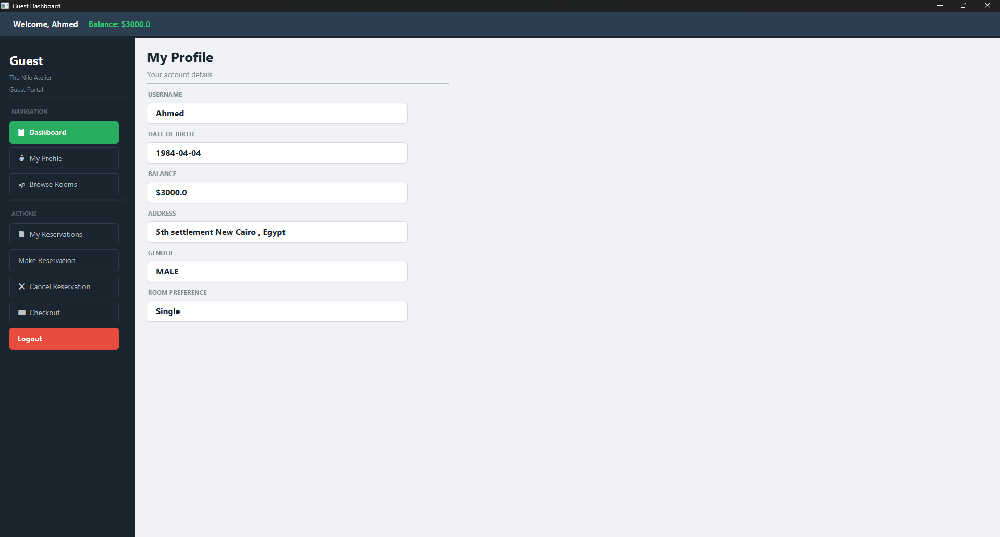 Guest Dashboard
Welcome, Ahmed Balance: $3000.0
Guest
The Nile Atelier
Guest Portal
NAVIGATION
Dashboard
My Profile
Browse Rooms
ACTIONS
My Reservations
Make Reservation
Cancel Reservation
Checkout
Logout
My Profile
Your account details
USERNAME
Ahmed
DATE OF BIRTH
1984-04-04
BALANCE
$3000.0
ADDRESS
5th settlement New Cairo , Egypt
GENDER
MALE
ROOM PREFERENCE
Single